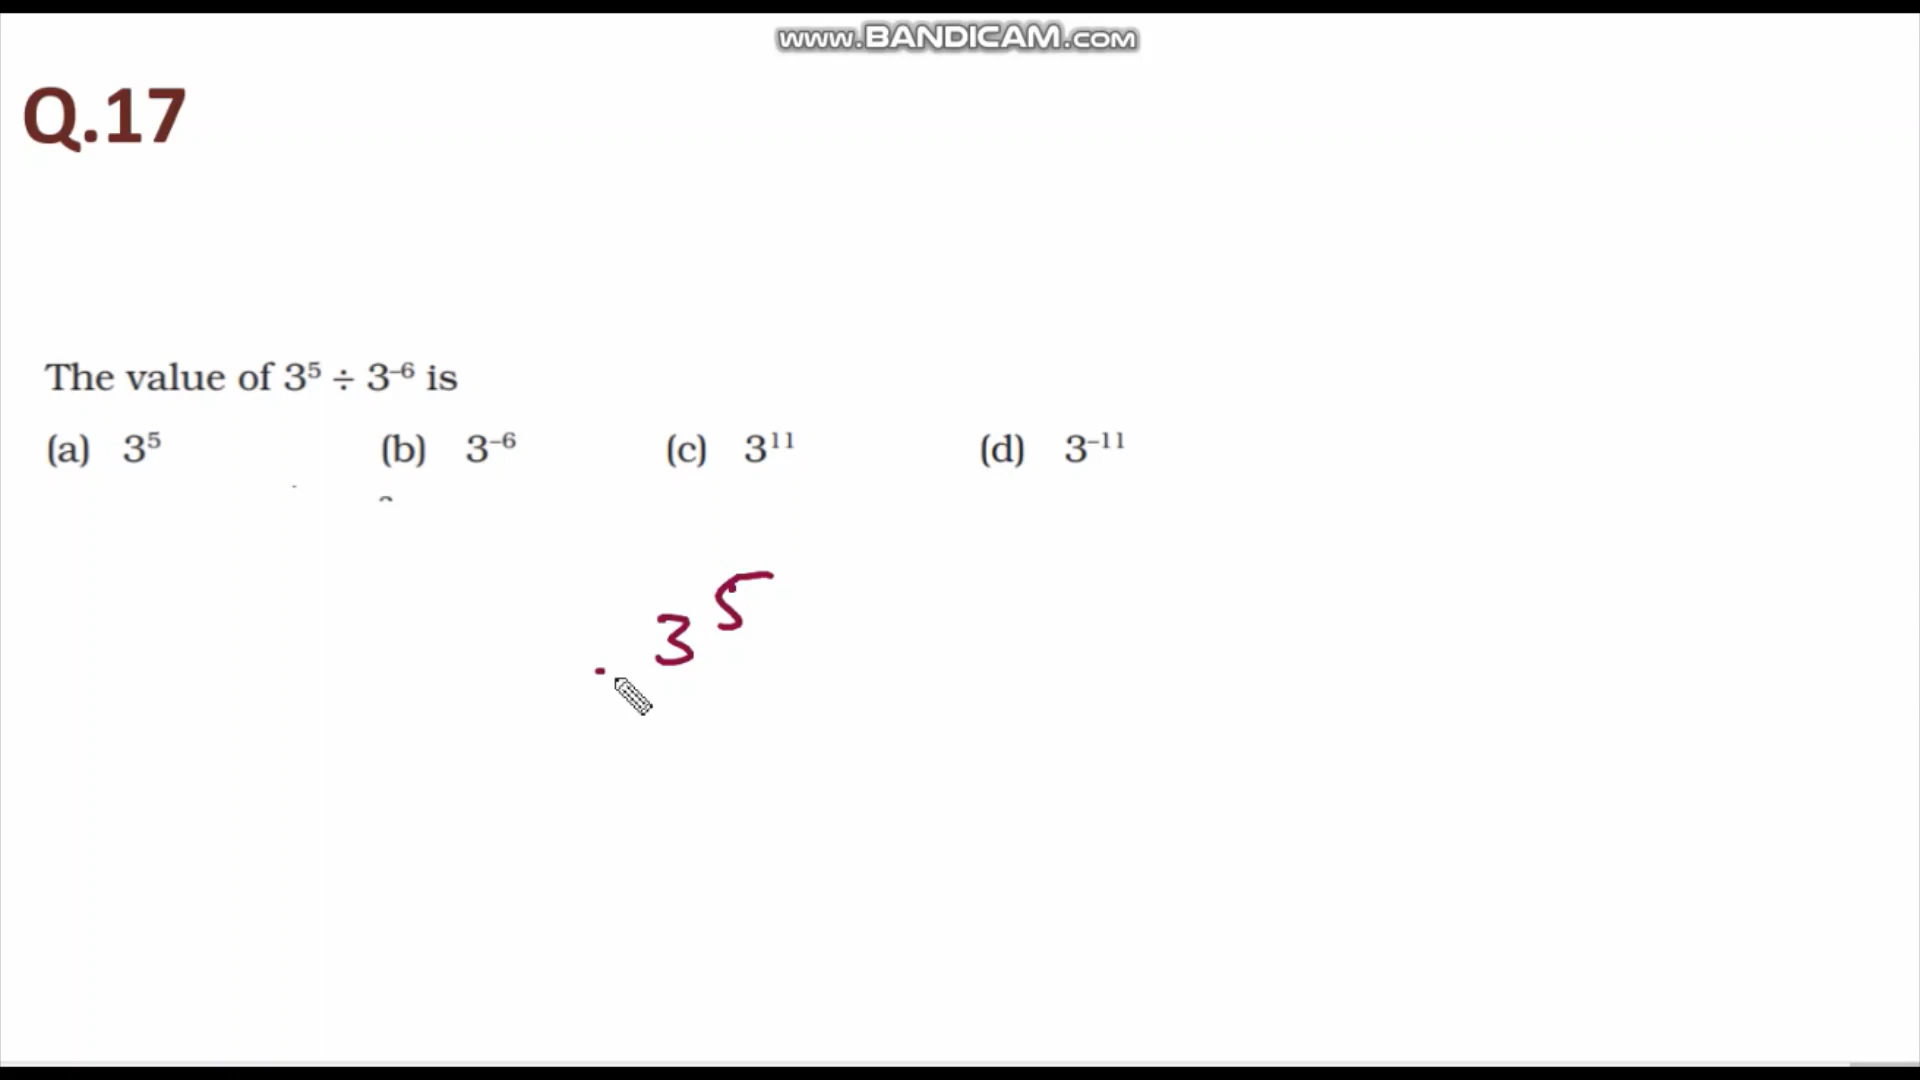 www.BANDICAM.com
Q.17
The value of 3⁵ ÷ 3⁻⁶ is
(a) 3⁵ (b) 3⁻⁶ (c) 3¹¹ (d) 3⁻¹¹
3⁵